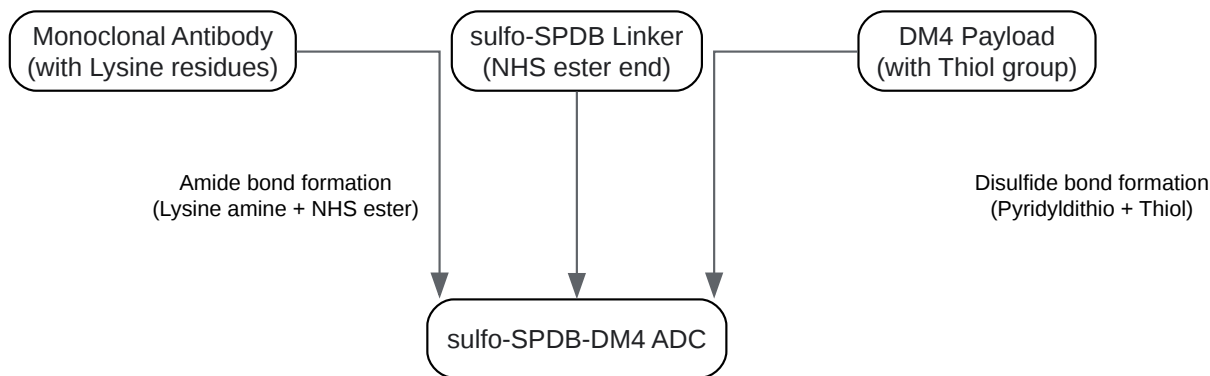 Monoclonal Antibody
(with Lysine residues)
sulfo-SPDB Linker
(NHS ester end)
DM4 Payload
(with Thiol group)
Amide bond formation
(Lysine amine + NHS ester)
Disulfide bond formation
(Pyridyldithio + Thiol)
sulfo-SPDB-DM4 ADC